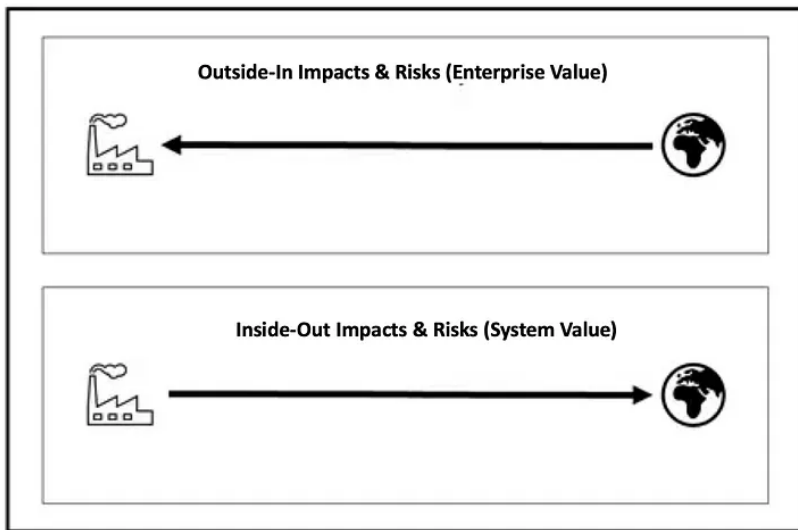 Outside-In Impacts & Risks (Enterprise Value)
Inside-Out Impacts & Risks (System Value)